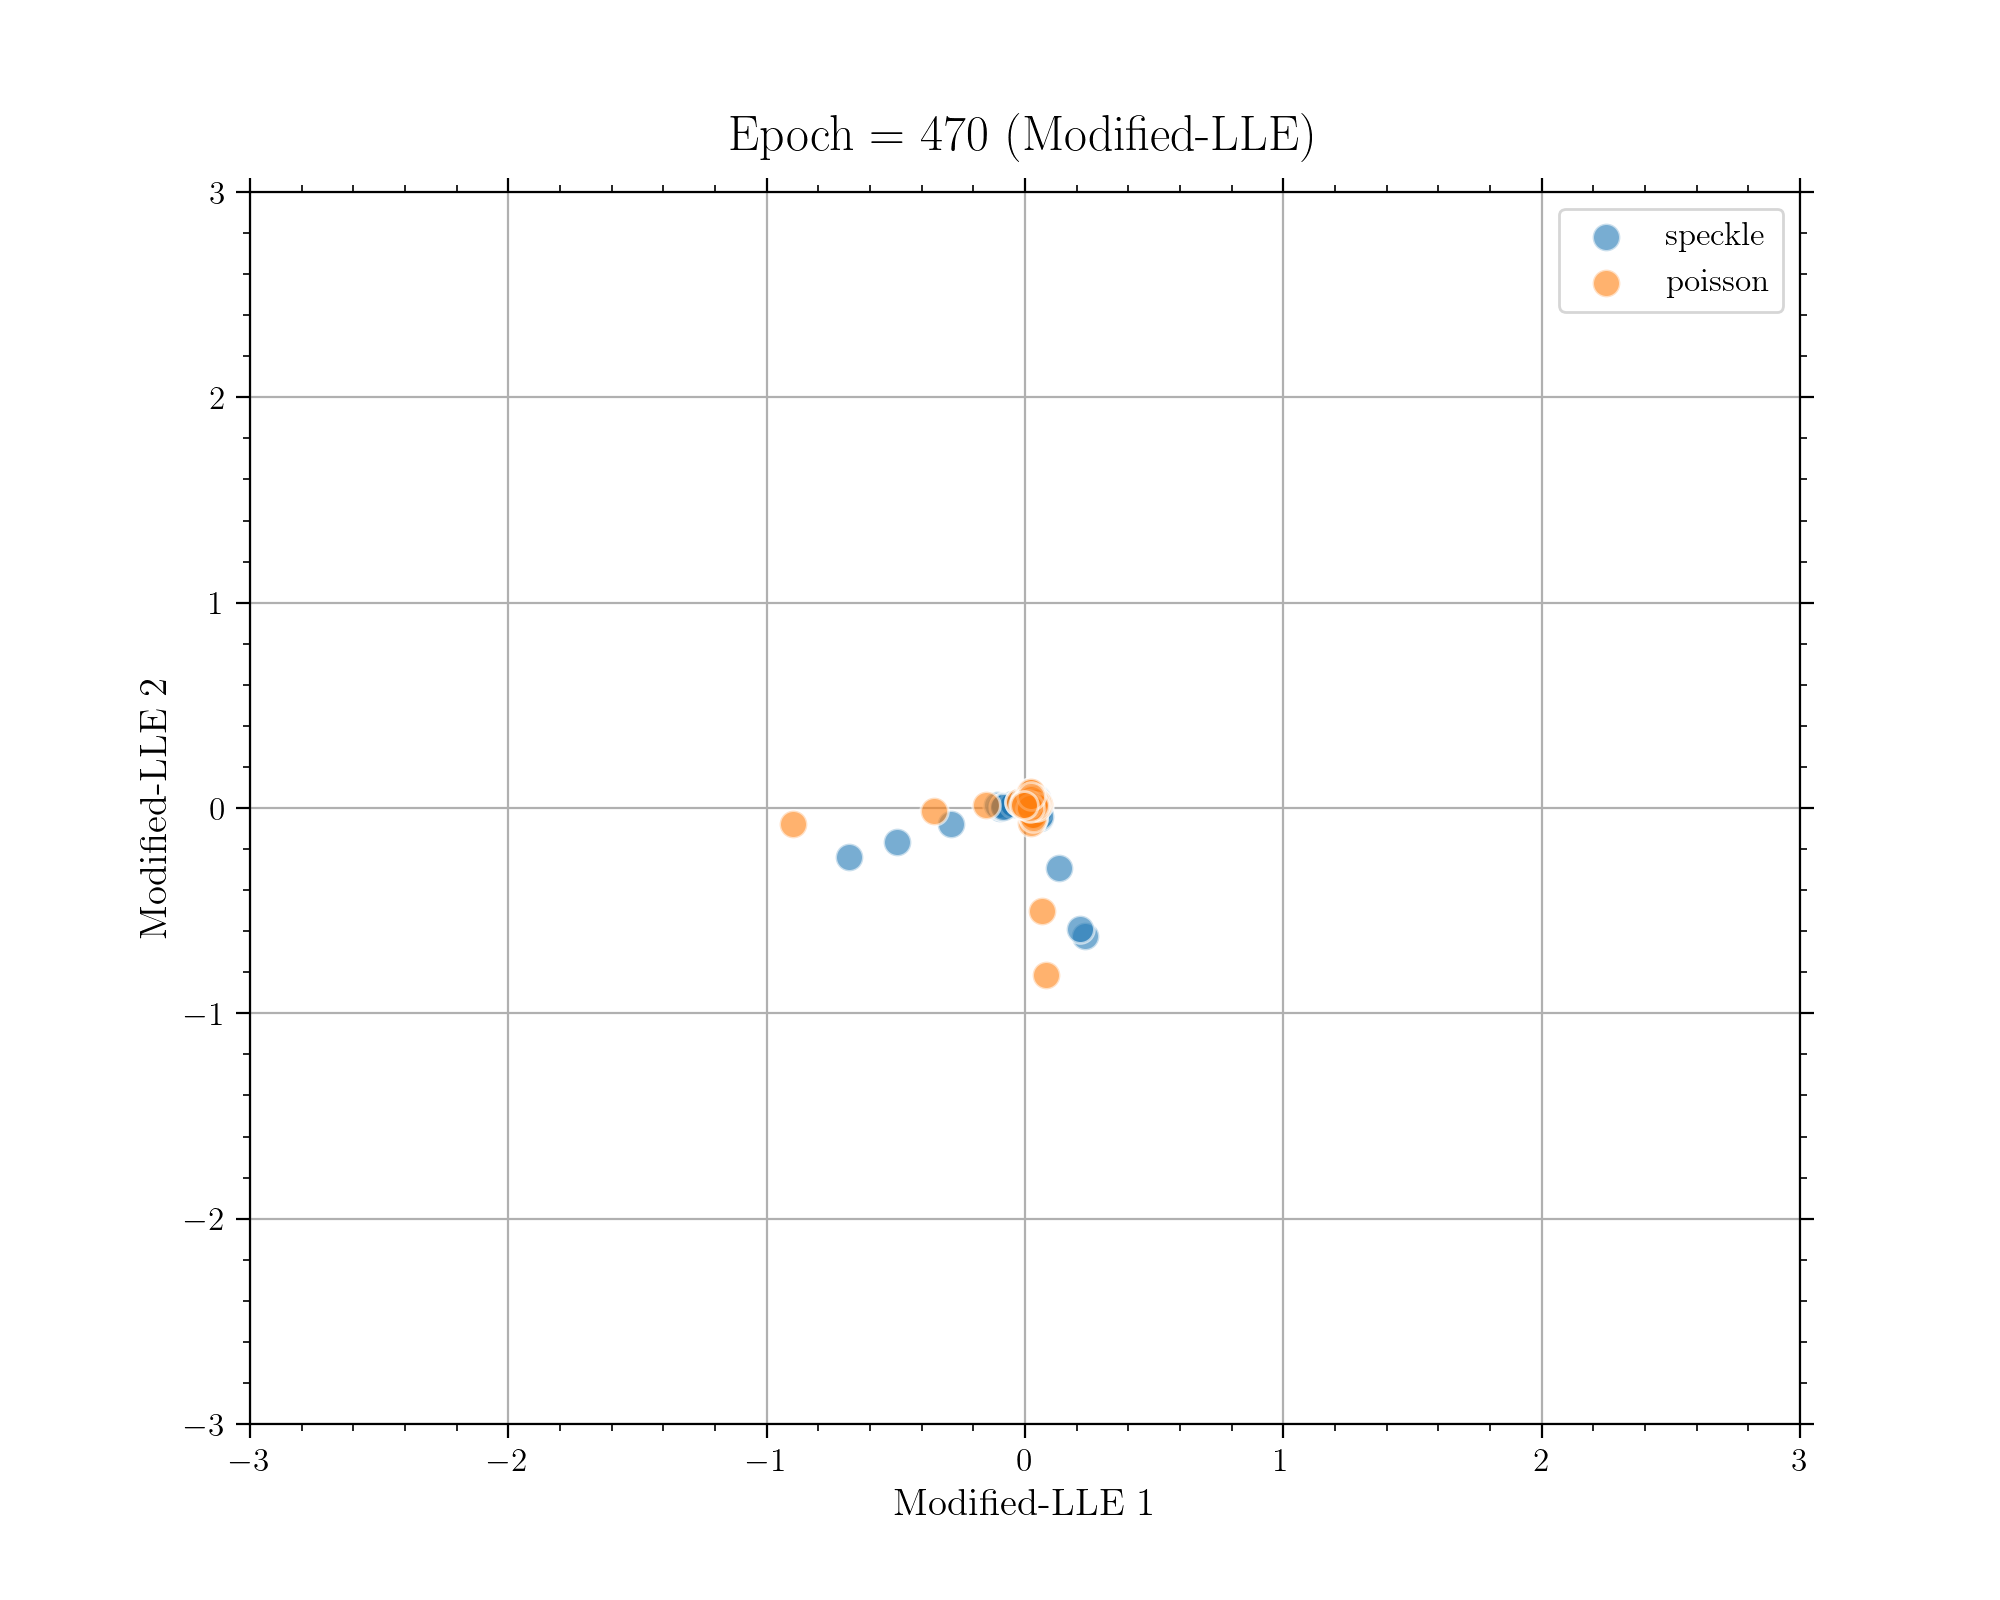 Epoch = 470 (Modified-LLE)
speckle
poisson
3
2
1
0
−1
−2
−3
−3
−2
−1
0
1
2
3
Modified-LLE 1
Modified-LLE 2